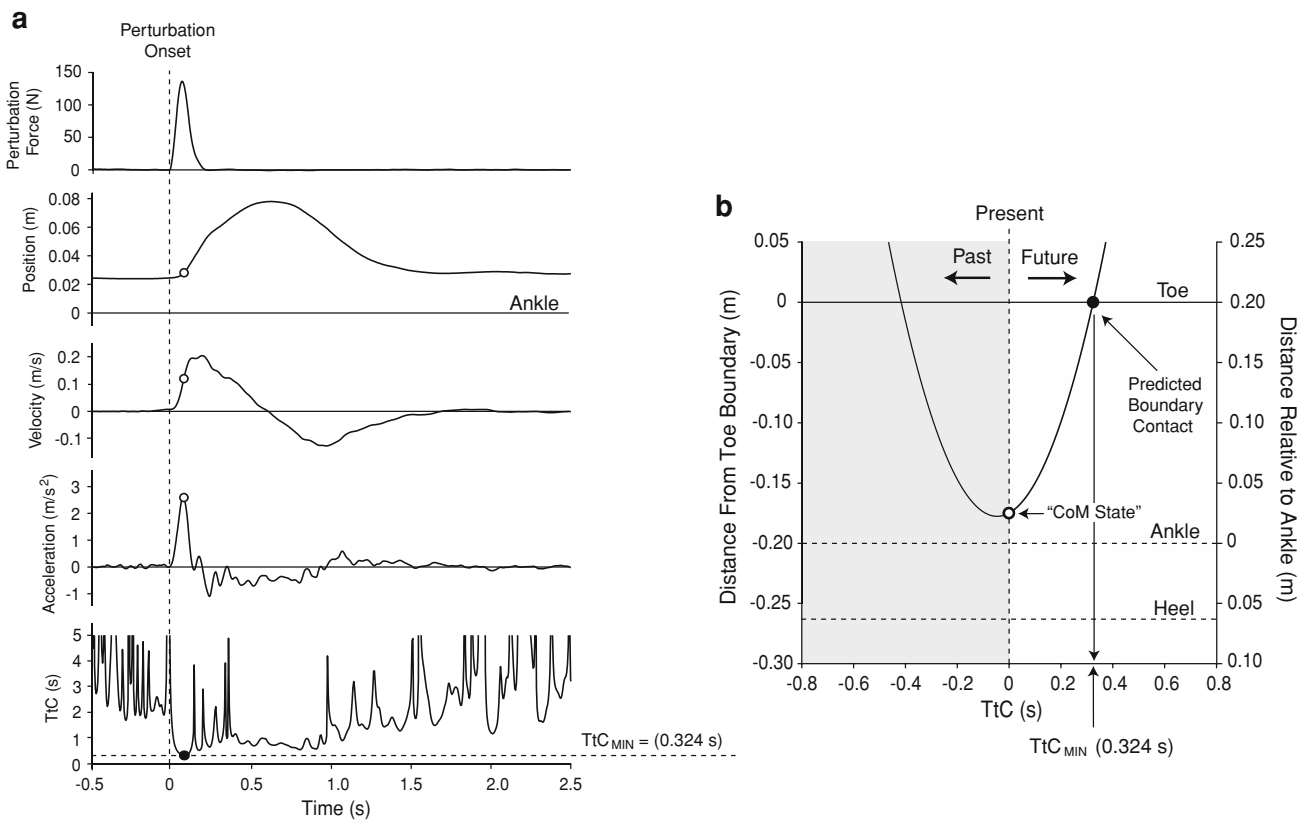 a
Perturbation
Onset
Perturbation
Force (N)
150
100
50
0
Position (m)
0.08
0.06
0.04
0.02
0
Ankle
Velocity (m/s)
0.2
0.1
0
-0.1
Acceleration (m/s²)
3
2
1
0
-1
TtC (s)
5
4
3
2
1
0
TtC MIN = (0.324 s)
-0.5
0
0.5
1.0
1.5
2.0
2.5
Time (s)
b
Present
Past
Future
Distance From Toe Boundary (m)
0.05
0
-0.05
-0.10
-0.15
-0.20
-0.25
-0.30
Toe
Predicted
Boundary
Contact
"CoM State"
Ankle
Heel
0.25
0.20
0.15
0.10
0.05
0
0.05
0.10
Distance Relative to Ankle (m)
-0.8
-0.6
-0.4
-0.2
0
0.2
0.4
0.6
0.8
TtC (s)
TtC MIN (0.324 s)